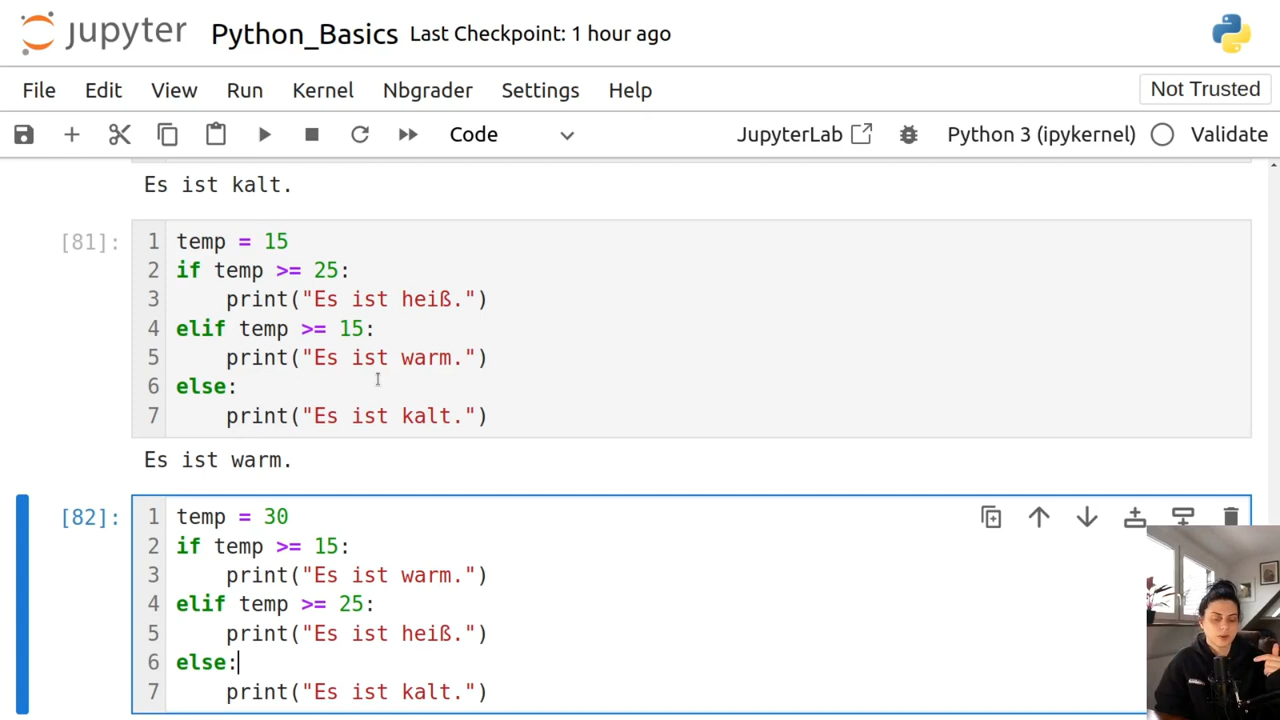 jupyter Python_Basics Last Checkpoint: 1 hour ago
File Edit View Run Kernel Nbgrader Settings Help Not Trusted
Code JupyterLab Python 3 (ipykernel) Validate
Es ist kalt.
[81]: 1 temp = 15
2 if temp >= 25:
3     print("Es ist heiß.")
4 elif temp >= 15:
5     print("Es ist warm.")
6 else:
7     print("Es ist kalt.")
Es ist warm.
[82]: 1 temp = 30
2 if temp >= 15:
3     print("Es ist warm.")
4 elif temp >= 25:
5     print("Es ist heiß.")
6 else:
7     print("Es ist kalt.")